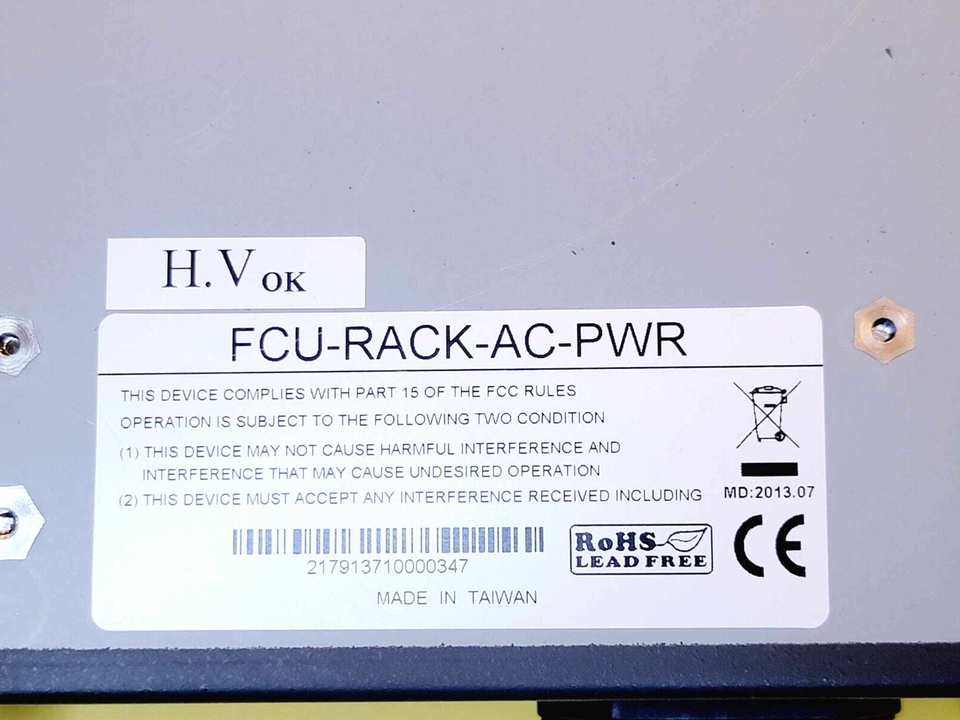 H.V OK
FCU-RACK-AC-PWR
THIS DEVICE COMPLIES WITH PART 15 OF THE FCC RULES
OPERATION IS SUBJECT TO THE FOLLOWING TWO CONDITION
(1) THIS DEVICE MAY NOT CAUSE HARMFUL INTERFERENCE AND
INTERFERENCE THAT MAY CAUSE UNDESIRED OPERATION
(2) THIS DEVICE MUST ACCEPT ANY INTERFERENCE RECEIVED INCLUDING
MD:2013.07
217913710000347
RoHS
LEAD FREE
CE
MADE IN TAIWAN